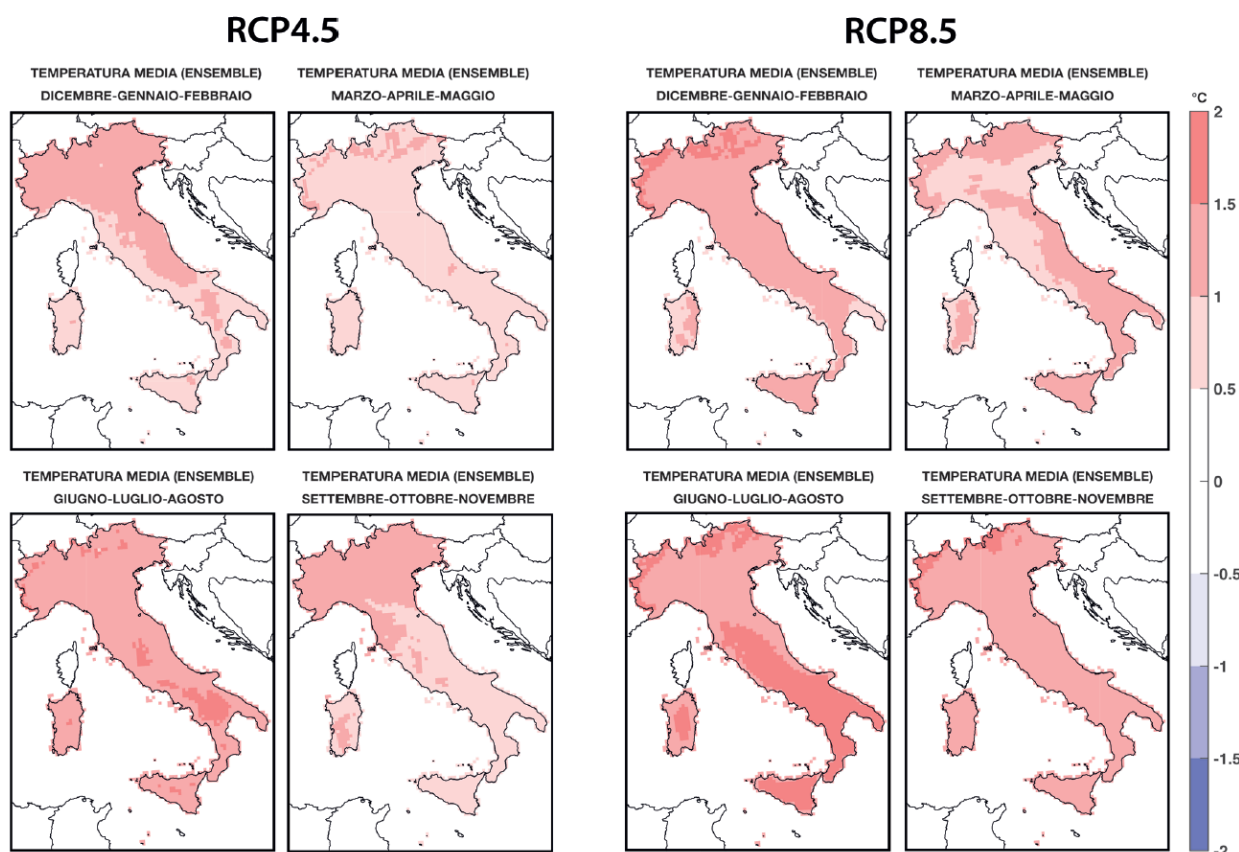 RCP4.5
RCP8.5
TEMPERATURA MEDIA (ENSEMBLE)
DICEMBRE-GENNAIO-FEBBRAIO
TEMPERATURA MEDIA (ENSEMBLE)
MARZO-APRILE-MAGGIO
TEMPERATURA MEDIA (ENSEMBLE)
DICEMBRE-GENNAIO-FEBBRAIO
TEMPERATURA MEDIA (ENSEMBLE)
MARZO-APRILE-MAGGIO
TEMPERATURA MEDIA (ENSEMBLE)
GIUGNO-LUGLIO-AGOSTO
TEMPERATURA MEDIA (ENSEMBLE)
SETTEMBRE-OTTOBRE-NOVEMBRE
TEMPERATURA MEDIA (ENSEMBLE)
GIUGNO-LUGLIO-AGOSTO
TEMPERATURA MEDIA (ENSEMBLE)
SETTEMBRE-OTTOBRE-NOVEMBRE
°C
2
1.5
1
0.5
0
-0.5
-1
-1.5
-2